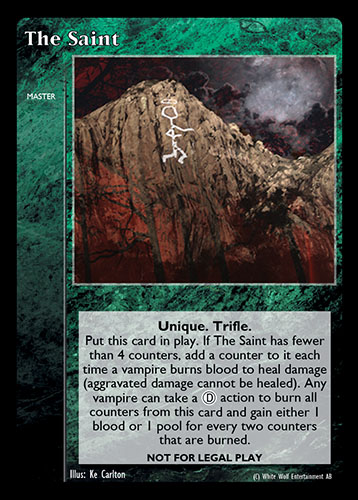 The Saint
MASTER
Unique. Trifle.
Put this card in play. If The Saint has fewer
than 4 counters, add a counter to it each
time a vampire burns blood to heal damage
(aggravated damage cannot be healed). Any
vampire can take a Ⓓ action to burn all
counters from this card and gain either 1
blood or 1 pool for every two counters
that are burned.
NOT FOR LEGAL PLAY
Illus: Ke Carlton
(C) White Wolf Entertainment AB